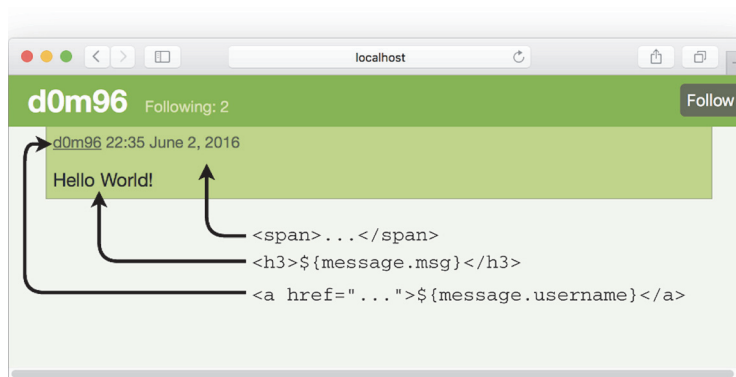 localhost
d0m96 Following: 2 Follow
d0m96 22:35 June 2, 2016
Hello World!
<span>...</span>
<h3>${message.msg}</h3>
<a href="...">${message.username}</a>